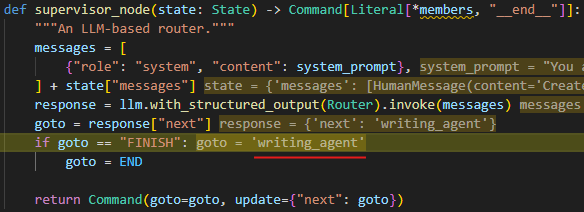 def supervisor_node(state: State) -> Command[Literal[*members, "__end__"]]:
    """An LLM-based router."""
    messages = [
        {"role": "system", "content": system_prompt}, system_prompt = "You a
    ] + state["messages"] state = {'messages': [HumanMessage(content='Create
    response = llm.with_structured_output(Router).invoke(messages) messages
    goto = response["next"] response = {'next': 'writing_agent'}
    if goto == "FINISH": goto = 'writing_agent'
        goto = END
    return Command(goto=goto, update={"next": goto})